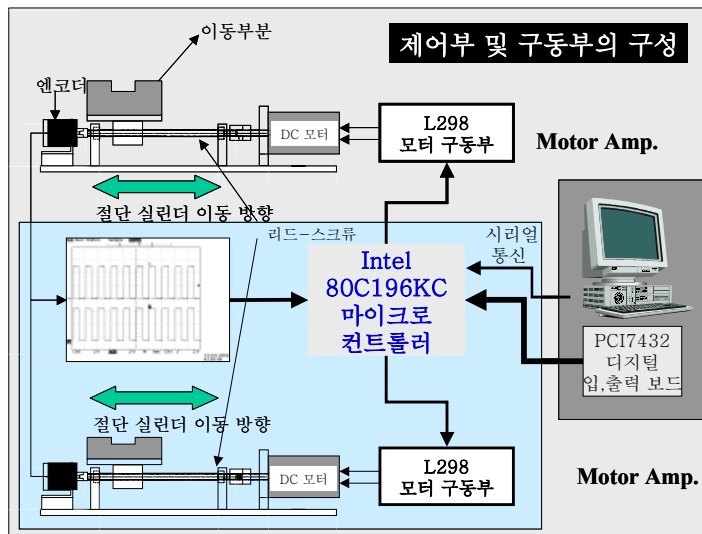 제어부 및 구동부의 구성
이동부분
엔코더
DC 모터
L298
모터 구동부
Motor Amp.
절단 실린더 이동 방향
리드-스크류
시리얼
통신
Intel
80C196KC
마이크로
컨트롤러
PCI7432
디지털
입,출력 보드
절단 실린더 이동 방향
DC 모터
L298
모터 구동부
Motor Amp.